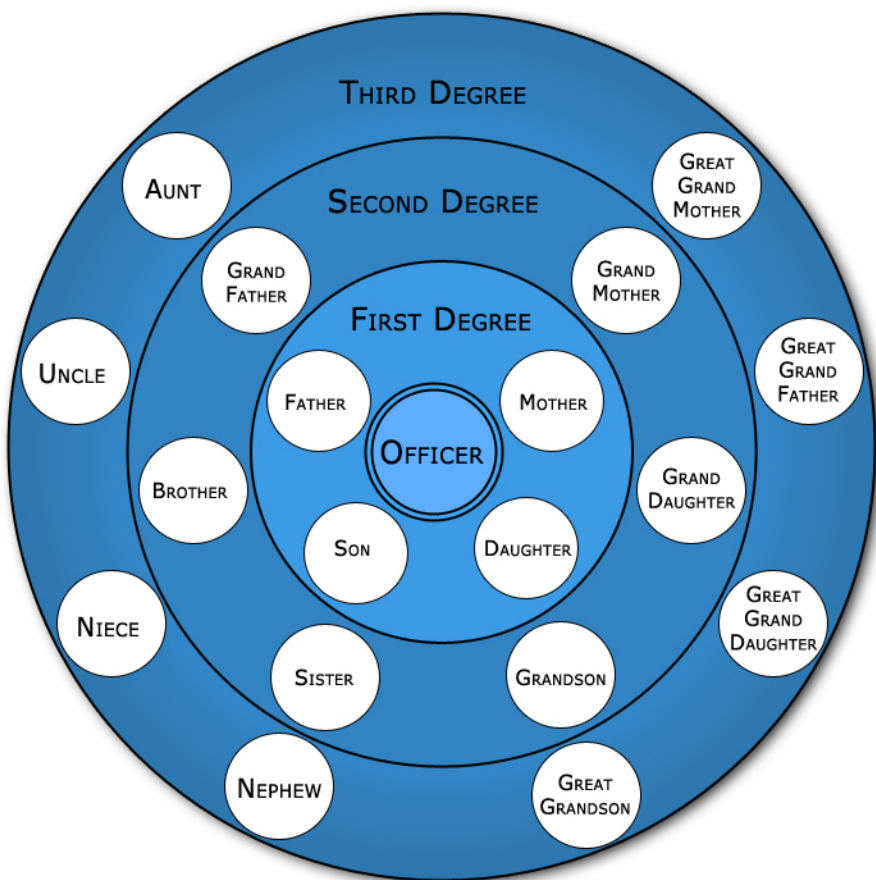 Third Degree
Aunt
Great
Grand
Mother
Second Degree
Grand
Father
Grand
Mother
First Degree
Uncle
Great
Grand
Father
Father
Mother
Officer
Brother
Grand
Daughter
Son
Daughter
Niece
Great
Grand
Daughter
Sister
Grandson
Nephew
Great
Grandson